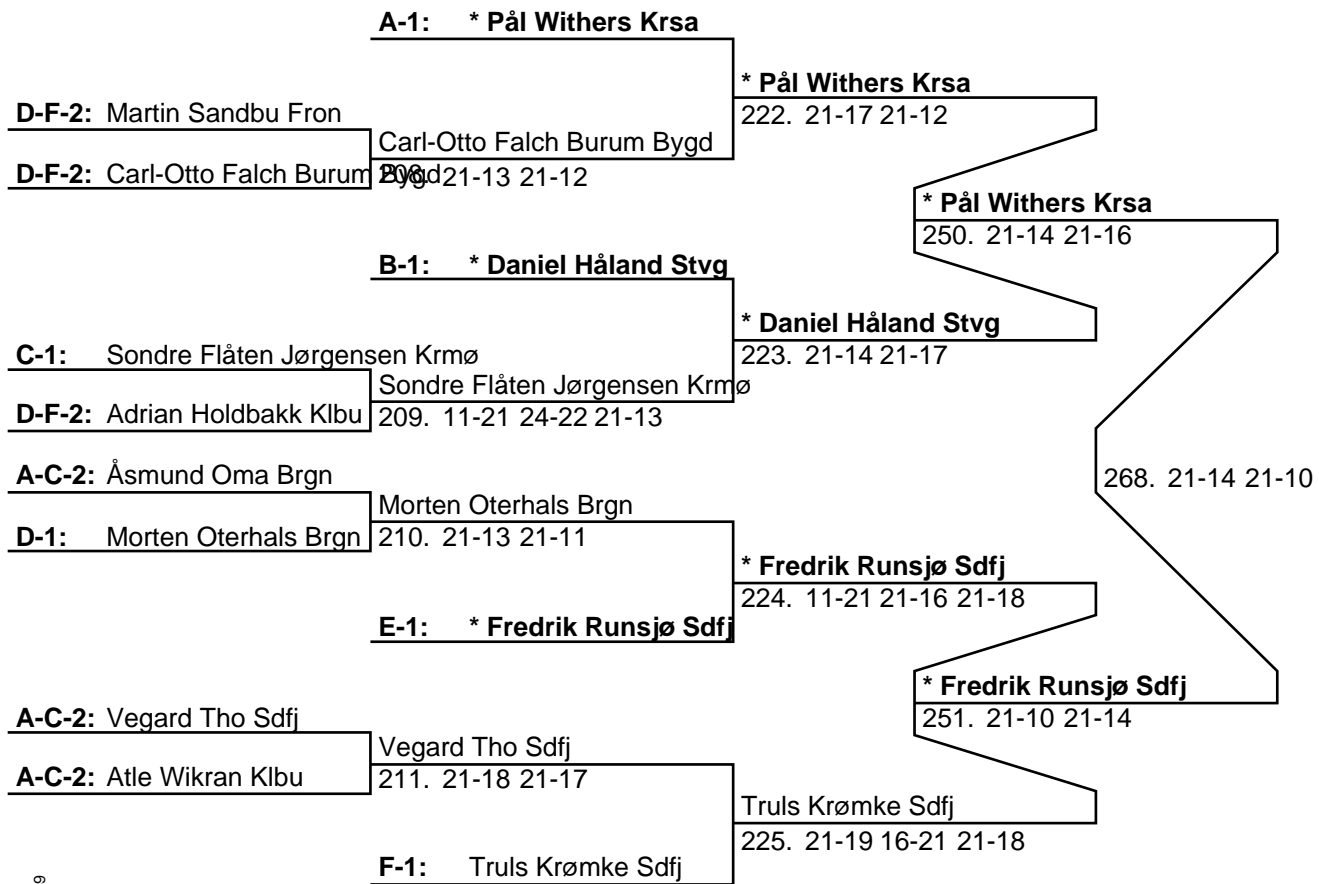 A-1: * Pål Withers Krsa
* Pål Withers Krsa
D-F-2: Martin Sandbu Fron
222. 21-17 21-12
Carl-Otto Falch Burum Bygd
D-F-2: Carl-Otto Falch Burum Bygd
208. 21-13 21-12
* Pål Withers Krsa
250. 21-14 21-16
B-1: * Daniel Håland Stvg
* Daniel Håland Stvg
223. 21-14 21-17
C-1: Sondre Flåten Jørgensen Krmø
Sondre Flåten Jørgensen Krmø
D-F-2: Adrian Holdbakk Klbu
209. 11-21 24-22 21-13
A-C-2: Åsmund Oma Brgn
268. 21-14 21-10
Morten Oterhals Brgn
D-1: Morten Oterhals Brgn
210. 21-13 21-11
* Fredrik Runsjø Sdfj
224. 11-21 21-16 21-18
E-1: * Fredrik Runsjø Sdfj
* Fredrik Runsjø Sdfj
251. 21-10 21-14
A-C-2: Vegard Tho Sdfj
Vegard Tho Sdfj
A-C-2: Atle Wikran Klbu
211. 21-18 21-17
Truls Krømke Sdfj
225. 21-19 16-21 21-18
F-1: Truls Krømke Sdfj